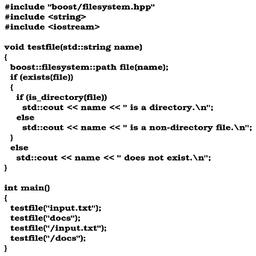 #include "boost/filesystem.hpp"
#include <string>
#include <iostream>

void testfile(std::string name)
{
  boost::filesystem::path file(name);
  if (exists(file))
  {
    if (is_directory(file))
      std::cout << name << " is a directory.\n";
    else
      std::cout << name << " is a non-directory file.\n";
  }
  else
    std::cout << name << " does not exist.\n";
}

int main()
{
  testfile("input.txt");
  testfile("docs");
  testfile("/input.txt");
  testfile("/docs");
}